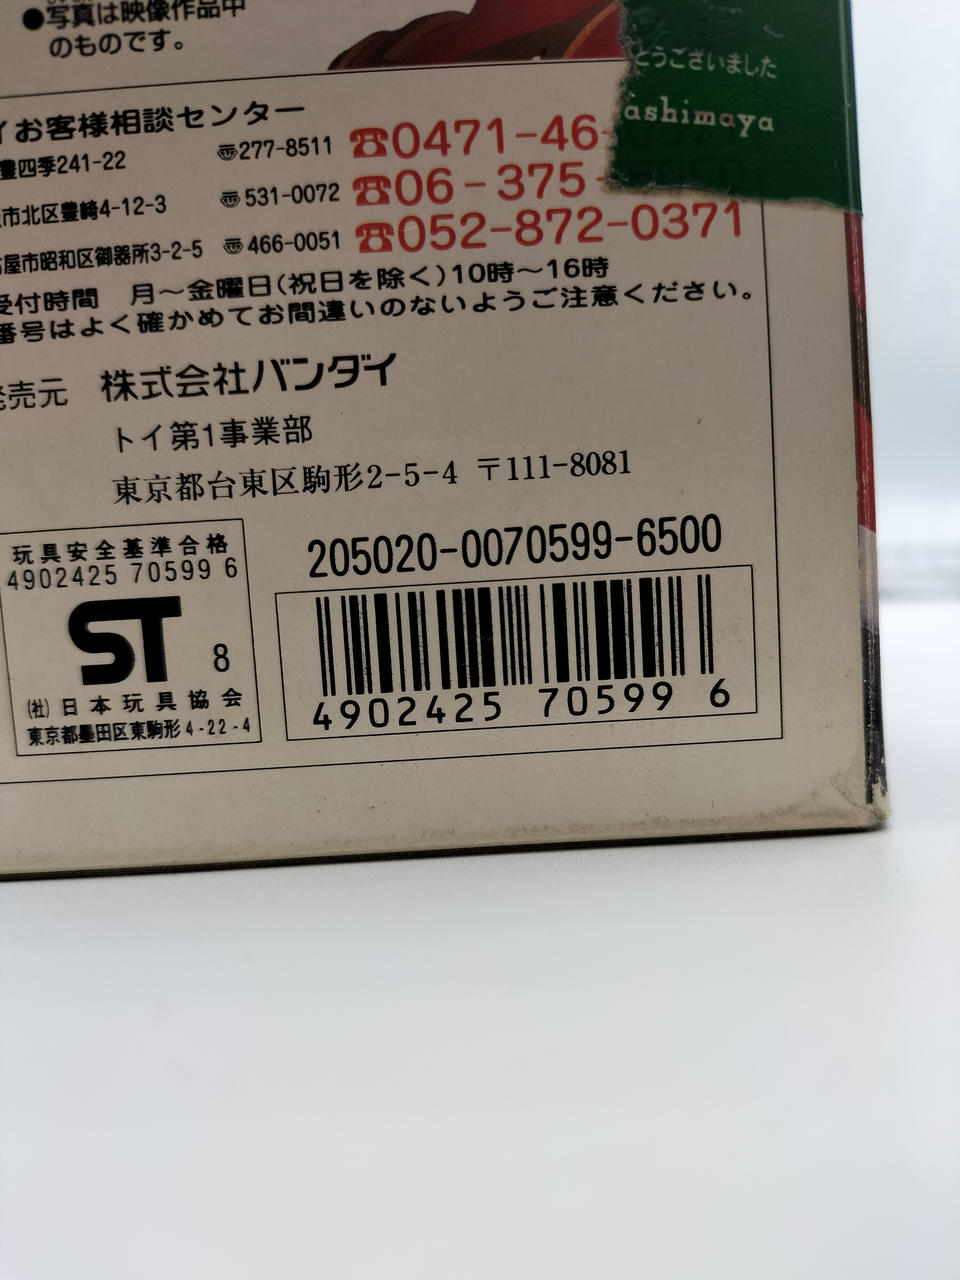 ●写真は映像作品中
のものです。
とうございました
ashimaya
イお客様相談センター
豊四季241-22 〠277-8511 ☎0471-46-
市北区豊崎4-12-3 〠531-0072 ☎06-375-
屋市昭和区御器所3-2-5 〠466-0051 ☎052-872-0371
受付時間 月〜金曜日(祝日を除く)10時〜16時
番号はよく確かめてお間違いのないようご注意ください。
発売元 株式会社バンダイ
トイ第1事業部
東京都台東区駒形2-5-4 〒111-8081
玩具安全基準合格
4902425 70599 6
ST 8
(社)日本玩具協会
東京都墨田区東駒形4-22-4
205020-0070599-6500
4902425 70599 6